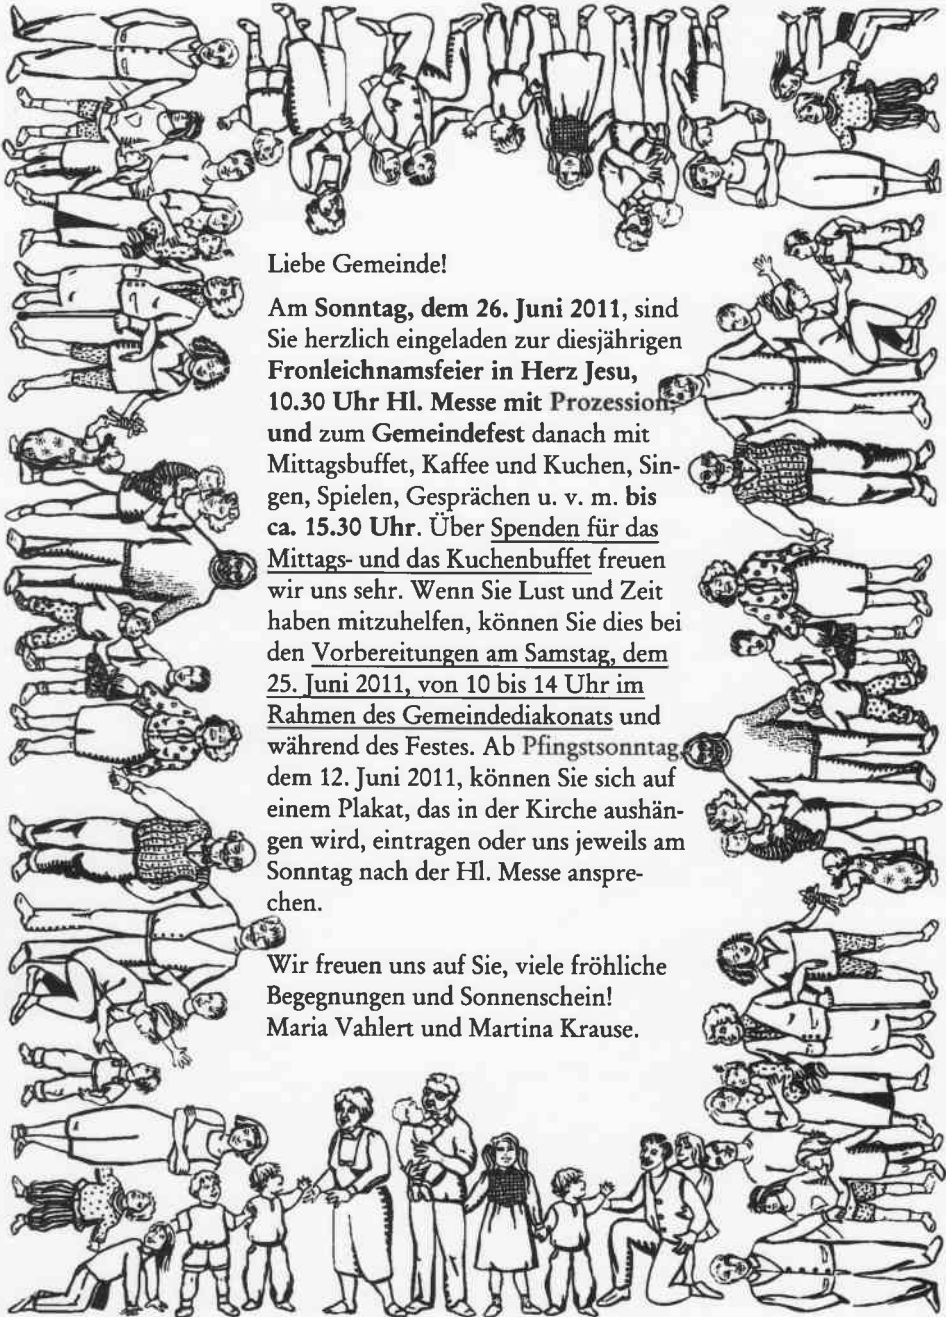 Liebe Gemeinde!
Am Sonntag, dem 26. Juni 2011, sind
Sie herzlich eingeladen zur diesjährigen
Fronleichnamsfeier in Herz Jesu,
10.30 Uhr Hl. Messe mit Prozession,
und zum Gemeindefest danach mit
Mittagsbuffet, Kaffee und Kuchen, Sin-
gen, Spielen, Gesprächen u. v. m. bis
ca. 15.30 Uhr. Über Spenden für das
Mittags- und das Kuchenbuffet freuen
wir uns sehr. Wenn Sie Lust und Zeit
haben mitzuhelfen, können Sie dies bei
den Vorbereitungen am Samstag, dem
25. Juni 2011, von 10 bis 14 Uhr im
Rahmen des Gemeindediakonats und
während des Festes. Ab Pfingstsonntag,
dem 12. Juni 2011, können Sie sich auf
einem Plakat, das in der Kirche aushän-
gen wird, eintragen oder uns jeweils am
Sonntag nach der Hl. Messe anspre-
chen.
Wir freuen uns auf Sie, viele fröhliche
Begegnungen und Sonnenschein!
Maria Vahlert und Martina Krause.